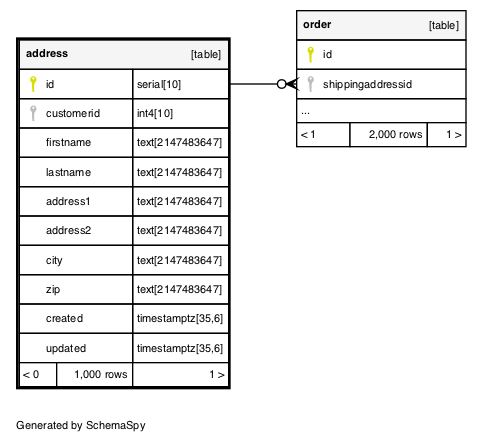 address [table]
id serial[10]
customerid int4[10]
firstname text[2147483647]
lastname text[2147483647]
address1 text[2147483647]
address2 text[2147483647]
city text[2147483647]
zip text[2147483647]
created timestamptz[35,6]
updated timestamptz[35,6]
< 0 1,000 rows 1 >
order [table]
id
shippingaddressid
...
< 1 2,000 rows 1 >
Generated by SchemaSpy